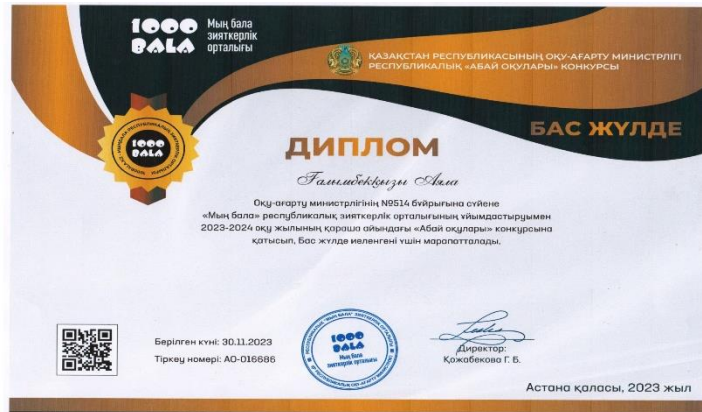 1000
BALA
Мың бала
зияткерлік
орталығы
ҚАЗАҚСТАН РЕСПУБЛИКАСЫНЫҢ ОҚУ-АҒАРТУ МИНИСТРЛІГІ
РЕСПУБЛИКАЛЫҚ «АБАЙ ОҚУЛАРЫ» КОНКУРСЫ
1000
BALA
БАС ЖҮЛДЕ
ДИПЛОМ
Ғалымбекқызы Аяла
Оқу-ағарту министрлігінің №514 бұйрығына сүйене
«Мың бала» республикалық зияткерлік орталығының ұйымдастыруымен
2023-2024 оқу жылының қараша айындағы «Абай оқулары» конкурсына
қатысып, Бас жүлде иеленгені үшін марапатталады.
Берілген күні: 30.11.2023
Тіркеу номері: АО-016686
1000
BALA
Мың бала
зияткерлік орталығы
Директор:
Қожабекова Г. Б.
Астана қаласы, 2023 жыл